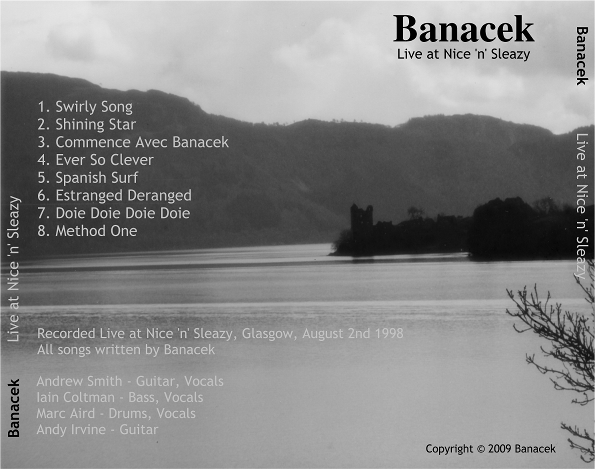 Banacek
Live at Nice 'n' Sleazy
1. Swirly Song
2. Shining Star
3. Commence Avec Banacek
4. Ever So Clever
5. Spanish Surf
6. Estranged Deranged
7. Doie Doie Doie Doie
8. Method One
Recorded Live at Nice 'n' Sleazy, Glasgow, August 2nd 1998
All songs written by Banacek
Andrew Smith - Guitar, Vocals
Iain Coltman - Bass, Vocals
Marc Aird - Drums, Vocals
Andy Irvine - Guitar
Copyright © 2009 Banacek
Banacek Live at Nice 'n' Sleazy
Banacek Live at Nice 'n' Sleazy Banacek